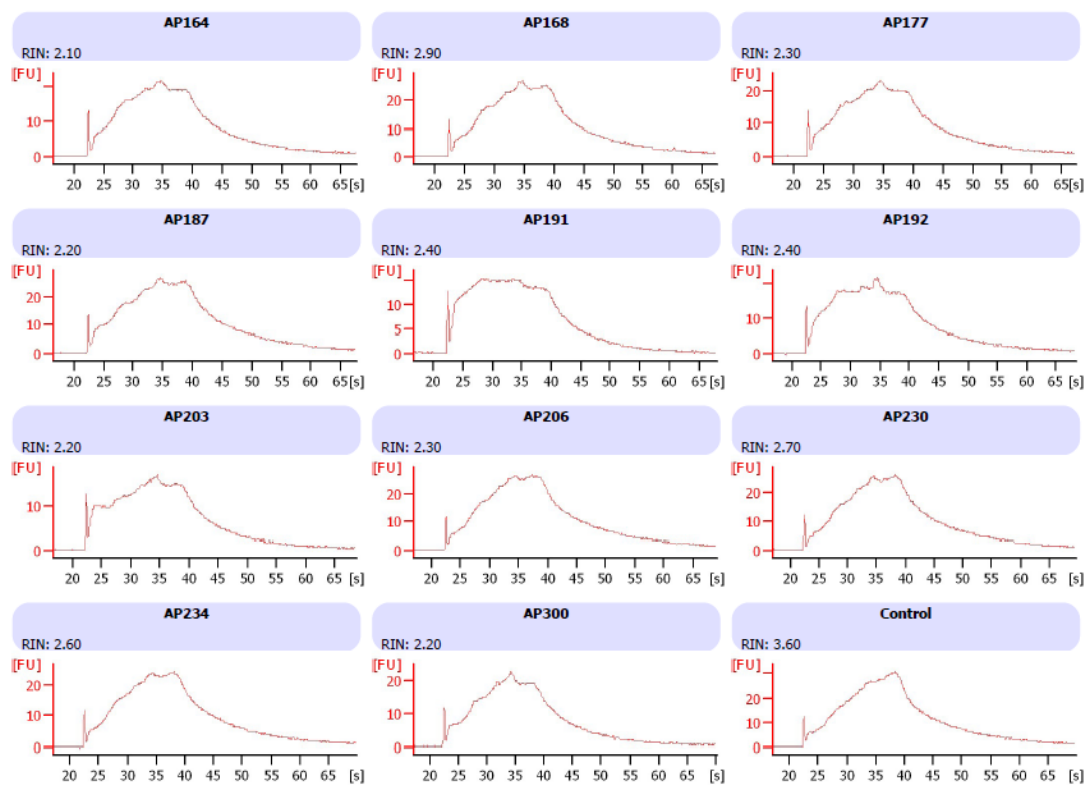 AP164 AP168 AP177
RIN: 2.10 RIN: 2.90 RIN: 2.30
[FU] [FU] [FU]
20
20
10 10 10
0 0 0
20 25 30 35 40 45 50 55 60 65[s] 20 25 30 35 40 45 50 55 60 65[s] 20 25 30 35 40 45 50 55 60 65[s]
AP187 AP191 AP192
RIN: 2.20 RIN: 2.40 RIN: 2.40
[FU] [FU] [FU]
20
10 10 10
5
0 0 0
20 25 30 35 40 45 50 55 60 65[s] 20 25 30 35 40 45 50 55 60 65[s] 20 25 30 35 40 45 50 55 60 65[s]
AP203 AP206 AP230
RIN: 2.20 RIN: 2.30 RIN: 2.70
[FU] [FU] [FU]
20 20
10 10 10
0 0 0
20 25 30 35 40 45 50 55 60 65 [s] 20 25 30 35 40 45 50 55 60 65 [s] 20 25 30 35 40 45 50 55 60 65 [s]
AP234 AP300 Control
RIN: 2.60 RIN: 2.20 RIN: 3.60
[FU] [FU] [FU]
20 20 20
10 10 10
0 0 0
20 25 30 35 40 45 50 55 60 65 [s] 20 25 30 35 40 45 50 55 60 65 [s] 20 25 30 35 40 45 50 55 60 65 [s]